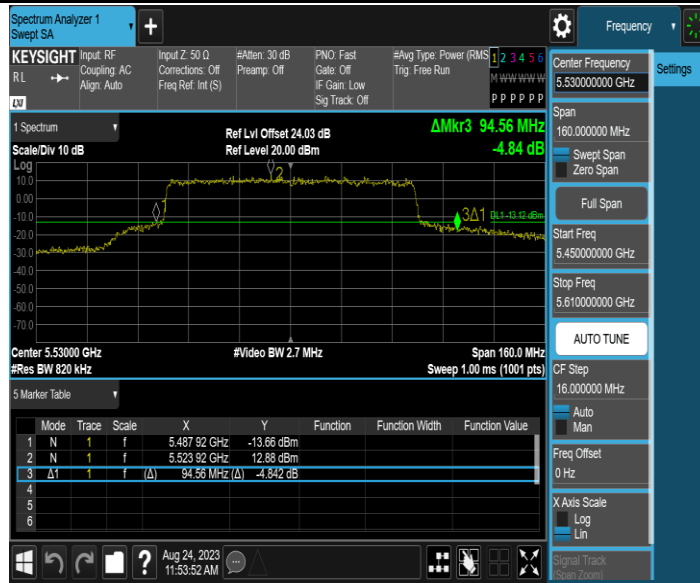 Spectrum Analyzer 1
Swept SA
+
Frequency
KEYSIGHT
RL
LXI
Input: RF
Coupling: AC
Align: Auto
Input Z: 50 Ω
Corrections: Off
Freq Ref: Int (S)
#Atten: 30 dB
Preamp: Off
PNO: Fast
Gate: Off
IF Gain: Low
Sig Track: Off
#Avg Type: Power (RMS
Trig: Free Run
1 2 3 4 5 6
M W W W W W
P P P P P P
1 Spectrum
Scale/Div 10 dB
Log
Ref Lvl Offset 24.03 dB
Ref Level 20.00 dBm
ΔMkr3 94.56 MHz
-4.84 dB
10.0
0.00
-10.0
-20.0
-30.0
-40.0
-50.0
-60.0
-70.0
1
2
3Δ1
DL1 -13.12 dBm
Center 5.53000 GHz
#Res BW 820 kHz
#Video BW 2.7 MHz
Span 160.0 MHz
Sweep 1.00 ms (1001 pts)
5 Marker Table
Mode Trace Scale X Y Function Function Width Function Value
1 N 1 f 5.487 92 GHz -13.66 dBm
2 N 1 f 5.523 92 GHz 12.88 dBm
3 Δ1 1 f (Δ) 94.56 MHz (Δ) -4.842 dB
4
5
6
?
Aug 24, 2023
11:53:52 AM
Center Frequency
5.530000000 GHz
Settings
Span
160.000000 MHz
Swept Span
Zero Span
Full Span
Start Freq
5.450000000 GHz
Stop Freq
5.610000000 GHz
AUTO TUNE
CF Step
16.000000 MHz
Auto
Man
Freq Offset
0 Hz
X Axis Scale
Log
Lin
Signal Track
(Span Zoom)